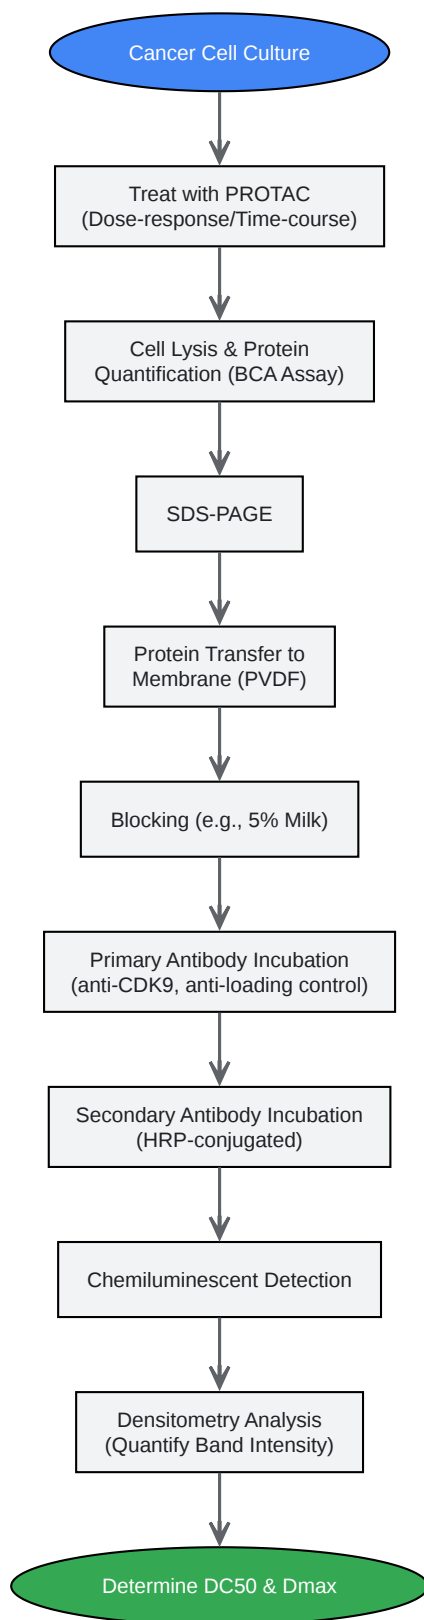 Cancer Cell Culture
Treat with PROTAC
(Dose-response/Time-course)
Cell Lysis & Protein
Quantification (BCA Assay)
SDS-PAGE
Protein Transfer to
Membrane (PVDF)
Blocking (e.g., 5% Milk)
Primary Antibody Incubation
(anti-CDK9, anti-loading control)
Secondary Antibody Incubation
(HRP-conjugated)
Chemiluminescent Detection
Densitometry Analysis
(Quantify Band Intensity)
Determine DC50 & Dmax